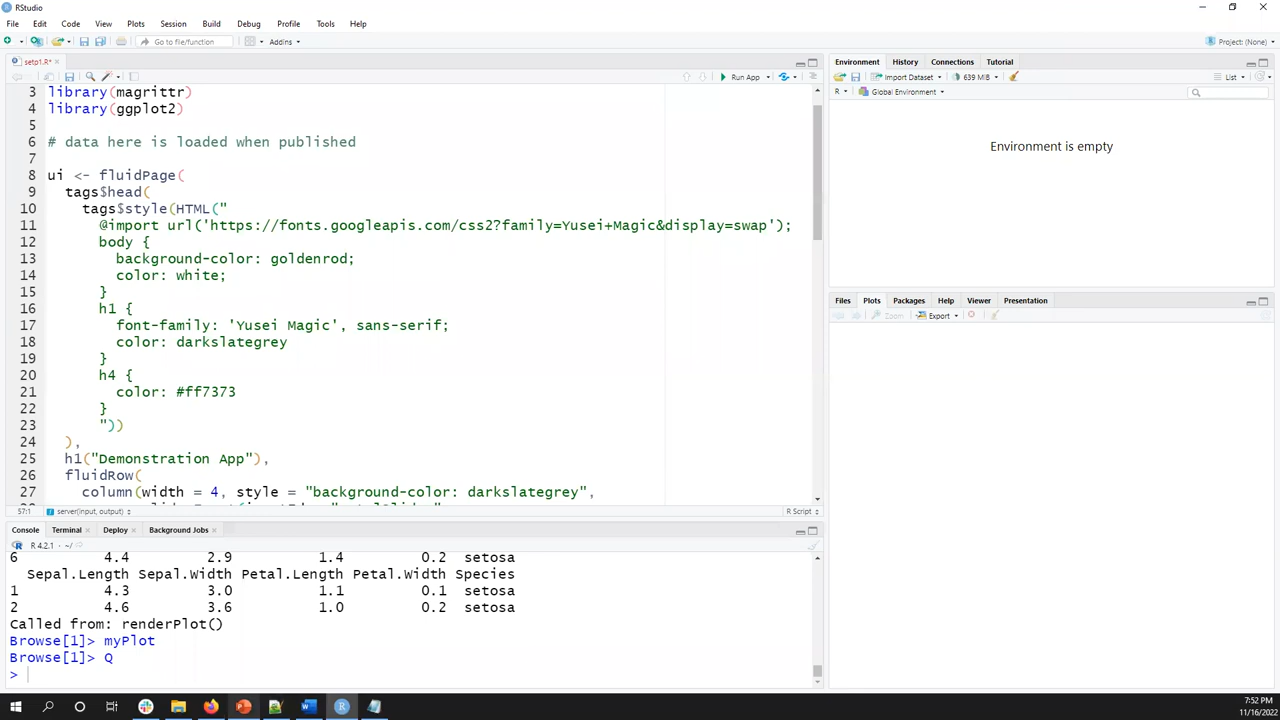 RStudio
File Edit Code View Plots Session Build Debug Profile Tools Help
Go to file/function Addins Project: (None)
setp1.R*
Run App
3 library(magrittr)
4 library(ggplot2)
5
6 # data here is loaded when published
7
8 ui <- fluidPage(
9 tags$head(
10 tags$style(HTML("
11 @import url('https://fonts.googleapis.com/css2?family=Yusei+Magic&display=swap');
12 body {
13 background-color: goldenrod;
14 color: white;
15 }
16 h1 {
17 font-family: 'Yusei Magic', sans-serif;
18 color: darkslategrey
19 }
20 h4 {
21 color: #ff7373
22 }
23 "))
24 ),
25 h1("Demonstration App"),
26 fluidRow(
27 column(width = 4, style = "background-color: darkslategrey",
57:1 server(input, output) R Script
Console Terminal Deploy Background Jobs
R 4.2.1 · ~/
6 4.4 2.9 1.4 0.2 setosa
Sepal.Length Sepal.Width Petal.Length Petal.Width Species
1 4.3 3.0 1.1 0.1 setosa
2 4.6 3.6 1.0 0.2 setosa
Called from: renderPlot()
Browse[1]> myPlot
Browse[1]> Q
>
Environment History Connections Tutorial
Import Dataset 639 MiB List
R Global Environment
Environment is empty
Files Plots Packages Help Viewer Presentation
Zoom Export
7:52 PM
11/16/2022